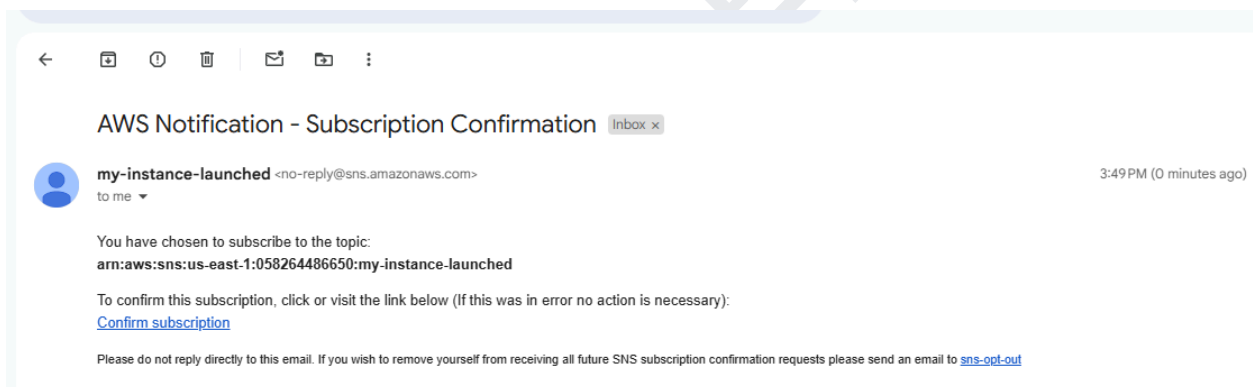 AWS Notification - Subscription Confirmation Inbox x
my-instance-launched <no-reply@sns.amazonaws.com> 3:49 PM (0 minutes ago)
to me
You have chosen to subscribe to the topic:
arn:aws:sns:us-east-1:058264486650:my-instance-launched
To confirm this subscription, click or visit the link below (If this was in error no action is necessary):
Confirm subscription
Please do not reply directly to this email. If you wish to remove yourself from receiving all future SNS subscription confirmation requests please send an email to sns-opt-out